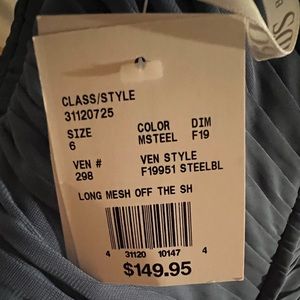 CLASS/STYLE
31120725
SIZE COLOR DIM
6 MSTEEL F19
VEN # VEN STYLE
298 F19951 STEELBL
LONG MESH OFF THE SH
4 31120 10147 4
$149.95